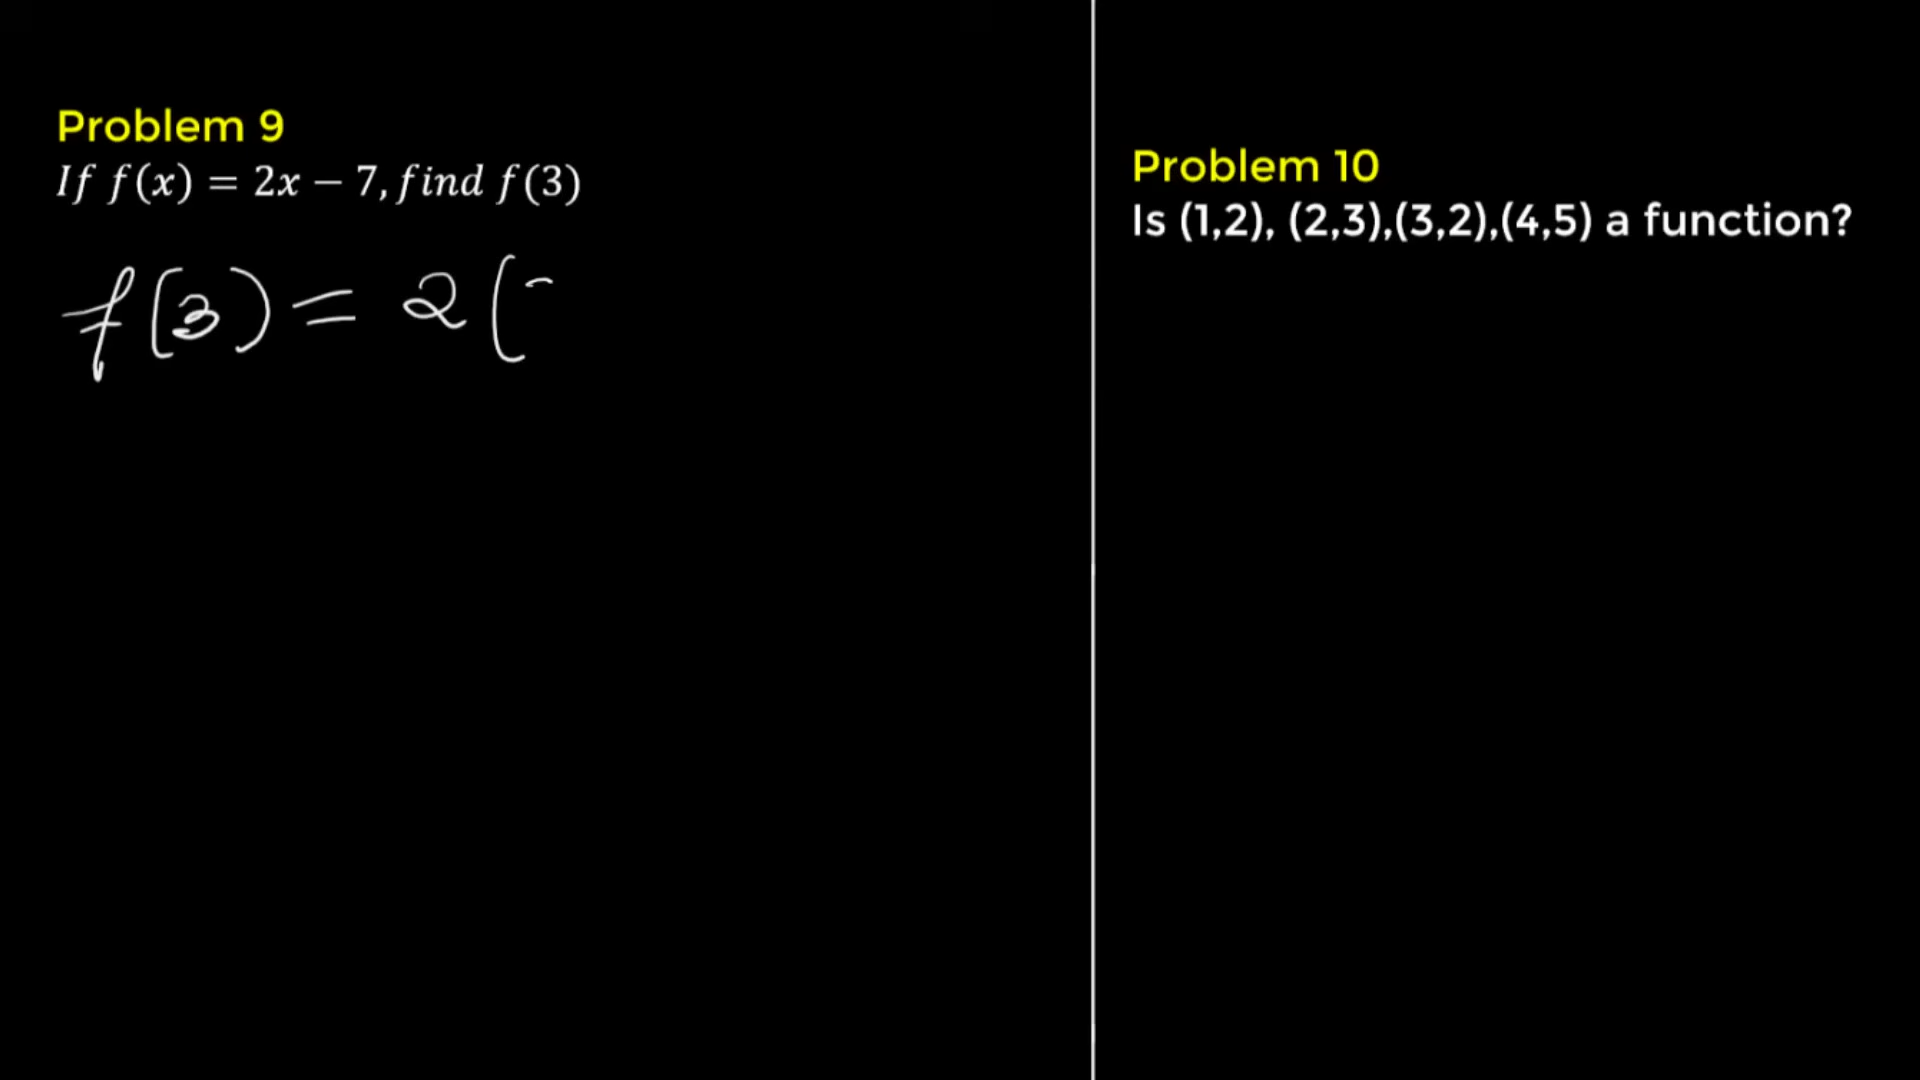 Problem 9
If f(x) = 2x − 7, find f(3)
f(3) = 2(
Problem 10
Is (1,2), (2,3),(3,2),(4,5) a function?